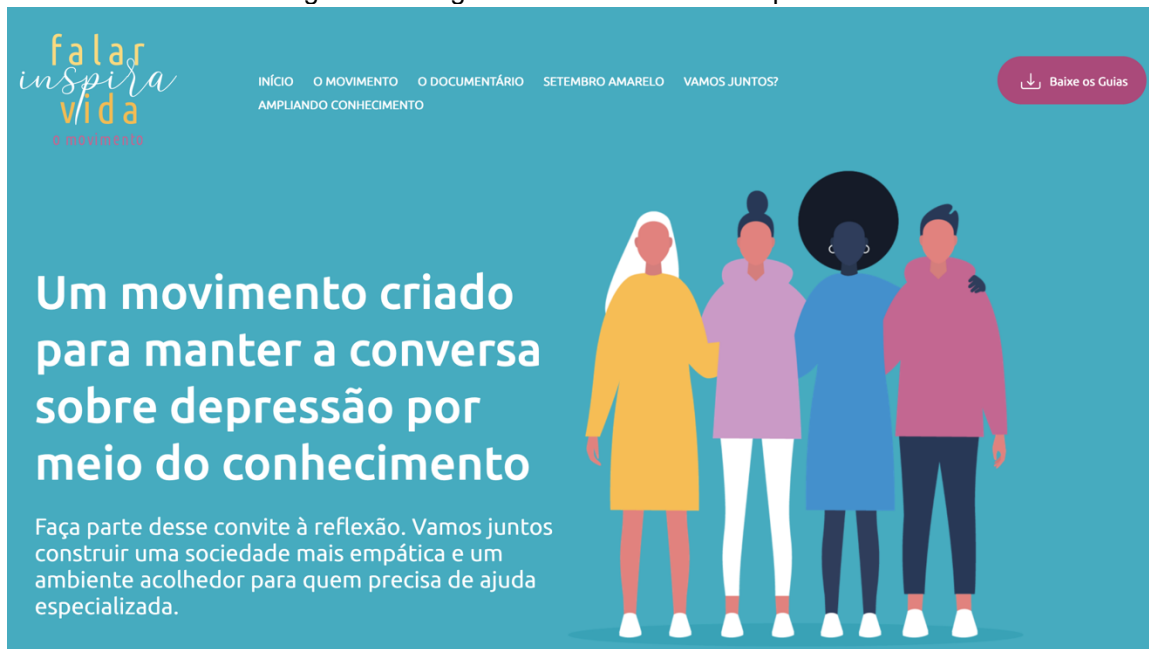 falar
inspira
vida
o movimento
INÍCIO O MOVIMENTO O DOCUMENTÁRIO SETEMBRO AMARELO VAMOS JUNTOS?
AMPLIANDO CONHECIMENTO
Baixe os Guias
Um movimento criado
para manter a conversa
sobre depressão por
meio do conhecimento
Faça parte desse convite à reflexão. Vamos juntos
construir uma sociedade mais empática e um
ambiente acolhedor para quem precisa de ajuda
especializada.